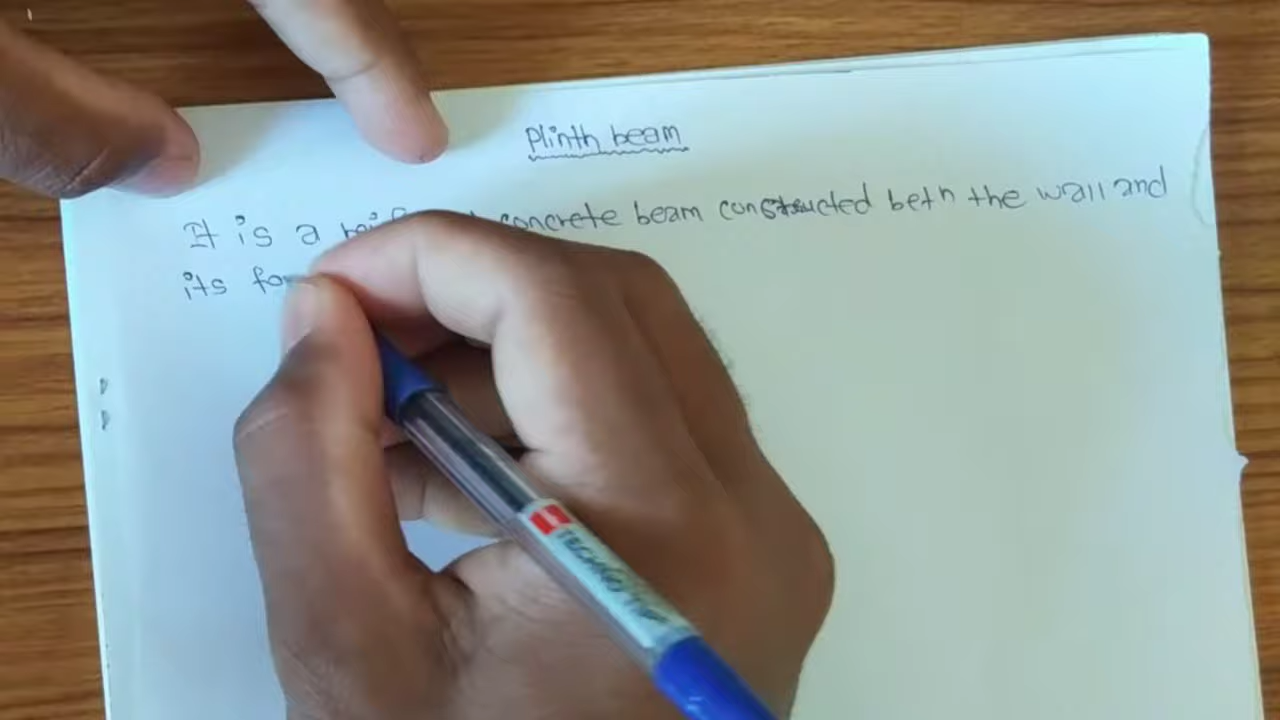 Plinth beam
It is a concrete beam constructed betn the wall and
its